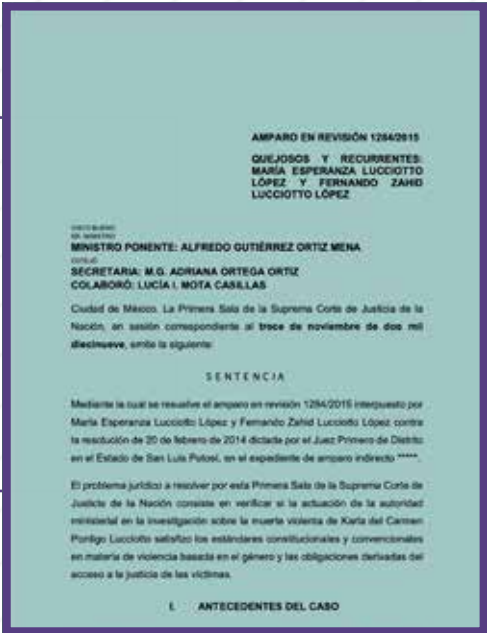 AMPARO EN REVISIÓN 1284/2015
QUEJOSOS Y RECURRENTES:
MARÍA ESPERANZA LUCCIOTTO
LÓPEZ Y FERNANDO ZAHID
LUCCIOTTO LÓPEZ
VISTO BUENO
SR. MINISTRO
MINISTRO PONENTE: ALFREDO GUTIÉRREZ ORTIZ MENA
COTEJÓ
SECRETARIA: M.G. ADRIANA ORTEGA ORTIZ
COLABORÓ: LUCÍA I. MOTA CASILLAS
Ciudad de México. La Primera Sala de la Suprema Corte de Justicia de la
Nación, en sesión correspondiente al trece de noviembre de dos mil
diecinueve, emite la siguiente:
SENTENCIA
Mediante la cual se resuelve el amparo en revisión 1284/2015 interpuesto por
María Esperanza Lucciotto López y Fernando Zahid Lucciotto López contra
la resolución de 20 de febrero de 2014 dictada por el Juez Primero de Distrito
en el Estado de San Luis Potosí, en el expediente de amparo indirecto *****.
El problema jurídico a resolver por esta Primera Sala de la Suprema Corte de
Justicia de la Nación consiste en verificar si la actuación de la autoridad
ministerial en la investigación sobre la muerte violenta de Karla del Carmen
Pontigo Lucciotto satisfizo los estándares constitucionales y convencionales
en materia de violencia basada en el género y las obligaciones derivadas del
acceso a la justicia de las víctimas.
I. ANTECEDENTES DEL CASO